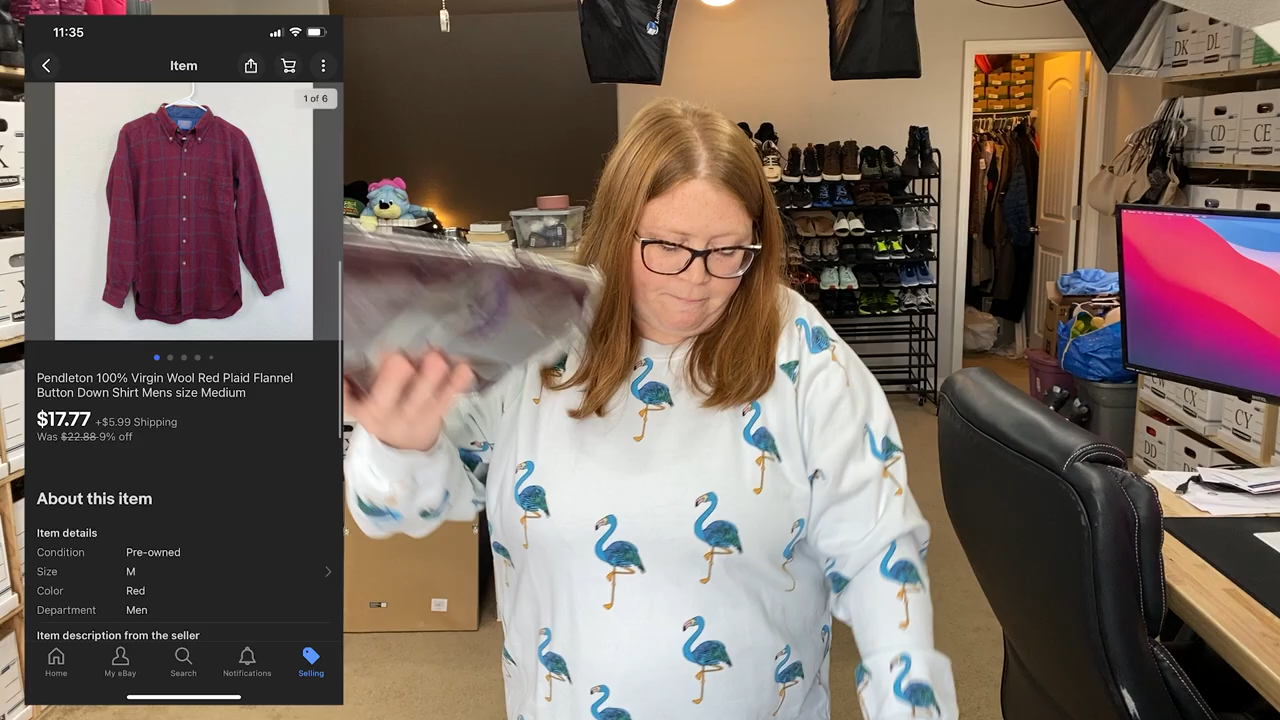 11:35
Item
1 of 6
Pendleton 100% Virgin Wool Red Plaid Flannel
Button Down Shirt Mens size Medium
$17.77 +$5.99 Shipping
Was $22.88 9% off
About this item
Item details
Condition Pre-owned
Size M
Color Red
Department Men
Item description from the seller
Home My eBay Search Notifications Selling
DK DL
CD CE
CW CX CY
DD